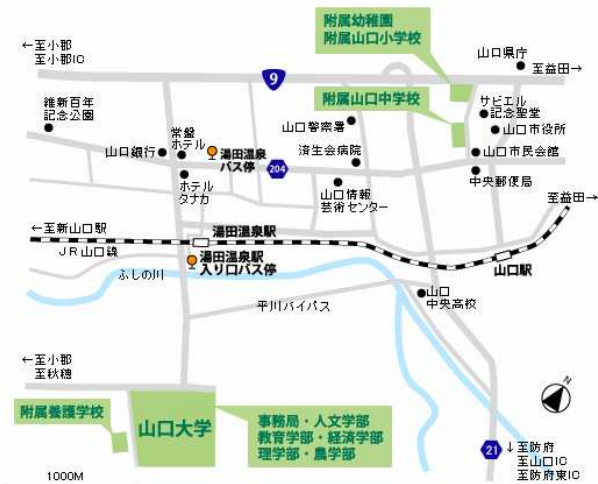 ←至小郡
至小郡IC
附属幼稚園
附属山口小学校
9
山口県庁
至益田→
附属山口中学校
維新百年
記念公園
サビエル
記念聖堂
山口市役所
山口警察署
常盤
ホテル
山口銀行
湯田温泉
バス停
済生会病院
山口市民会館
204
中央郵便局
ホテル
タナカ
山口情報
芸術センター
至益田→
←至新山口駅
湯田温泉駅
JR山口線
湯田温泉駅
入り口バス停
山口駅
ふしの川
山口
中央高校
平川バイパス
←至小郡
至秋穂
N
附属養護学校
山口大学
事務局・人文学部
教育学部・経済学部
理学部・農学部
21
↓至防府
至山口IC
至防府東IC
1000M